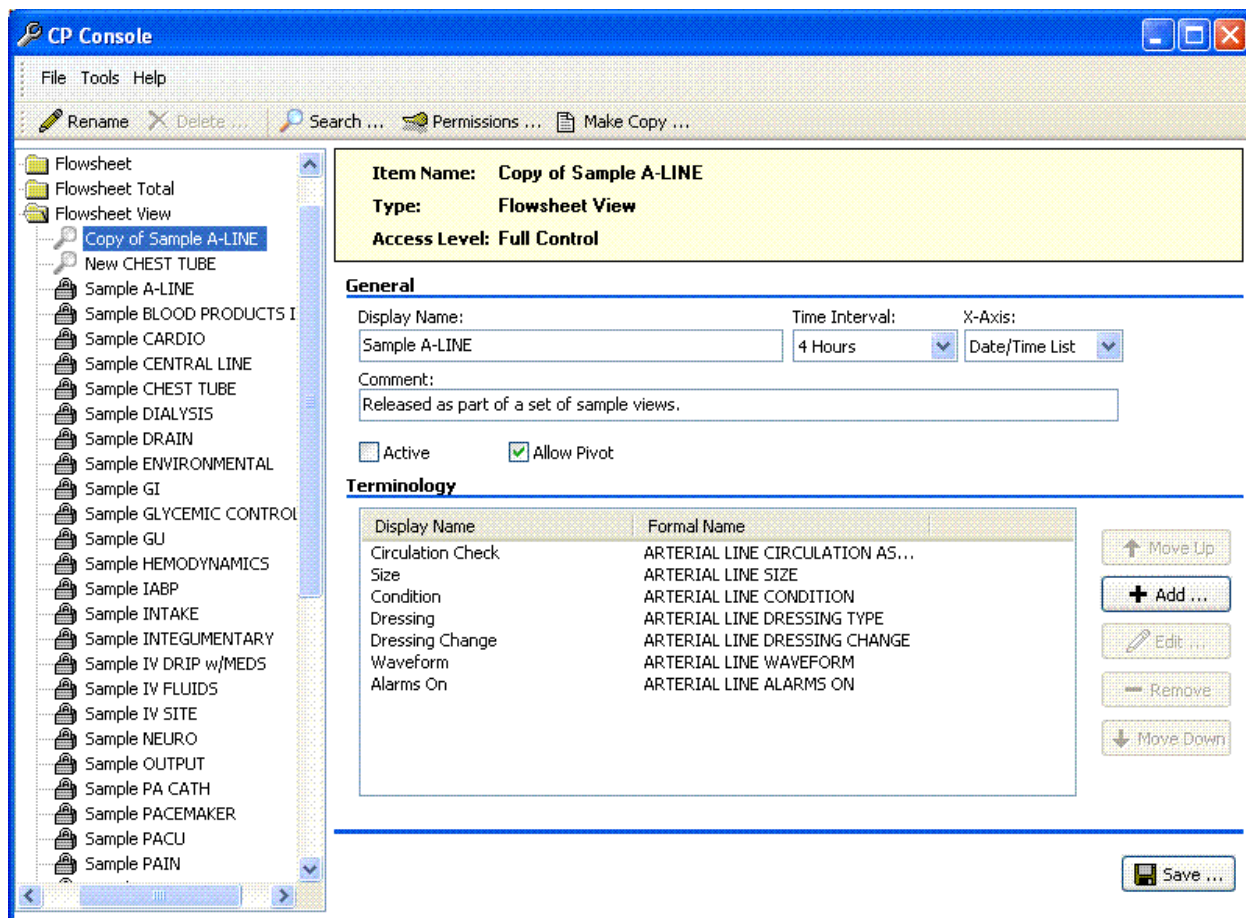 CP Console
File Tools Help
Rename Delete ... Search ... Permissions ... Make Copy ...
Flowsheet
Flowsheet Total
Flowsheet View
Copy of Sample A-LINE
New CHEST TUBE
Sample A-LINE
Sample BLOOD PRODUCTS I
Sample CARDIO
Sample CENTRAL LINE
Sample CHEST TUBE
Sample DIALYSIS
Sample DRAIN
Sample ENVIRONMENTAL
Sample GI
Sample GLYCEMIC CONTROL
Sample GU
Sample HEMODYNAMICS
Sample IABP
Sample INTAKE
Sample INTEGUMENTARY
Sample IV DRIP w/MEDS
Sample IV FLUIDS
Sample IV SITE
Sample NEURO
Sample OUTPUT
Sample PA CATH
Sample PACEMAKER
Sample PACU
Sample PAIN
Item Name: Copy of Sample A-LINE
Type: Flowsheet View
Access Level: Full Control
General
Display Name: Time Interval: X-Axis:
Sample A-LINE 4 Hours Date/Time List
Comment:
Released as part of a set of sample views.
Active Allow Pivot
Terminology
Display Name Formal Name
Circulation Check ARTERIAL LINE CIRCULATION AS...
Size ARTERIAL LINE SIZE
Condition ARTERIAL LINE CONDITION
Dressing ARTERIAL LINE DRESSING TYPE
Dressing Change ARTERIAL LINE DRESSING CHANGE
Waveform ARTERIAL LINE WAVEFORM
Alarms On ARTERIAL LINE ALARMS ON
Move Up
Add ...
Edit ...
Remove
Move Down
Save ...